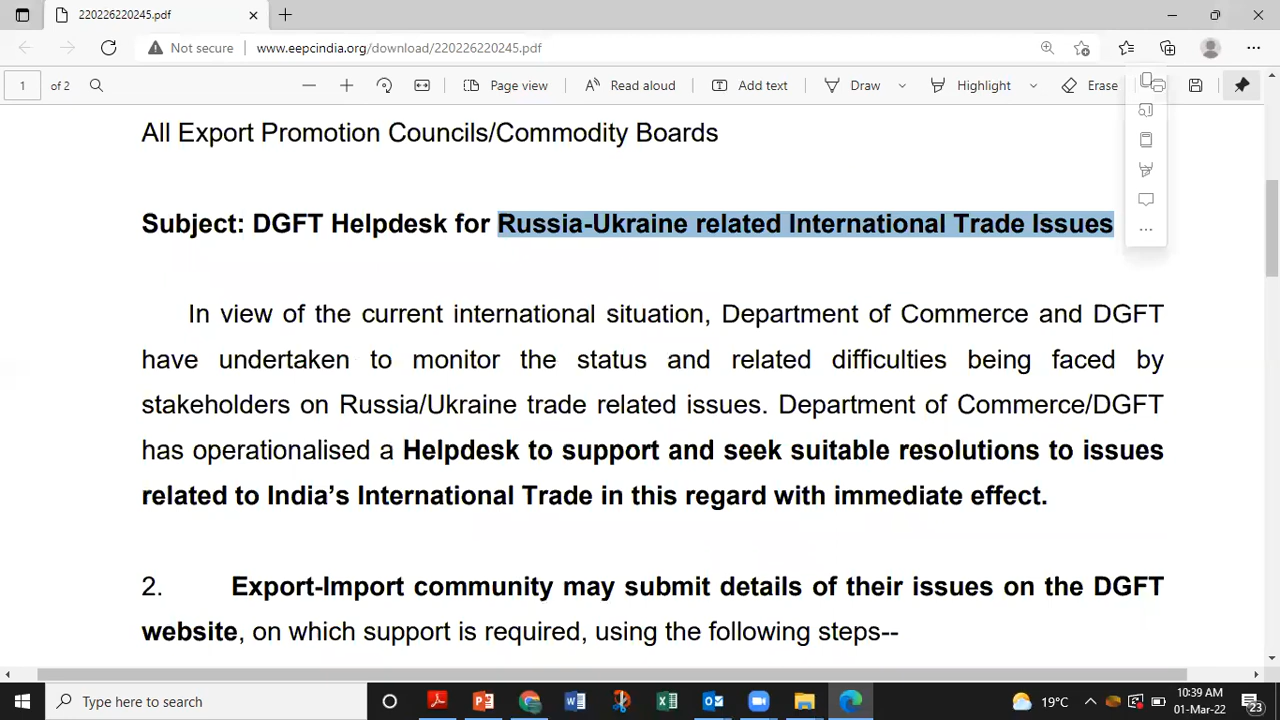 220226220245.pdf
Not secure www.eepcindia.org/download/220226220245.pdf
1 of 2 Page view Read aloud Add text Draw Highlight Erase
All Export Promotion Councils/Commodity Boards
Subject: DGFT Helpdesk for Russia-Ukraine related International Trade Issues
In view of the current international situation, Department of Commerce and DGFT
have undertaken to monitor the status and related difficulties being faced by
stakeholders on Russia/Ukraine trade related issues. Department of Commerce/DGFT
has operationalised a Helpdesk to support and seek suitable resolutions to issues
related to India's International Trade in this regard with immediate effect.
2. Export-Import community may submit details of their issues on the DGFT
website, on which support is required, using the following steps--
Type here to search
19°C
10:39 AM
01-Mar-22
23